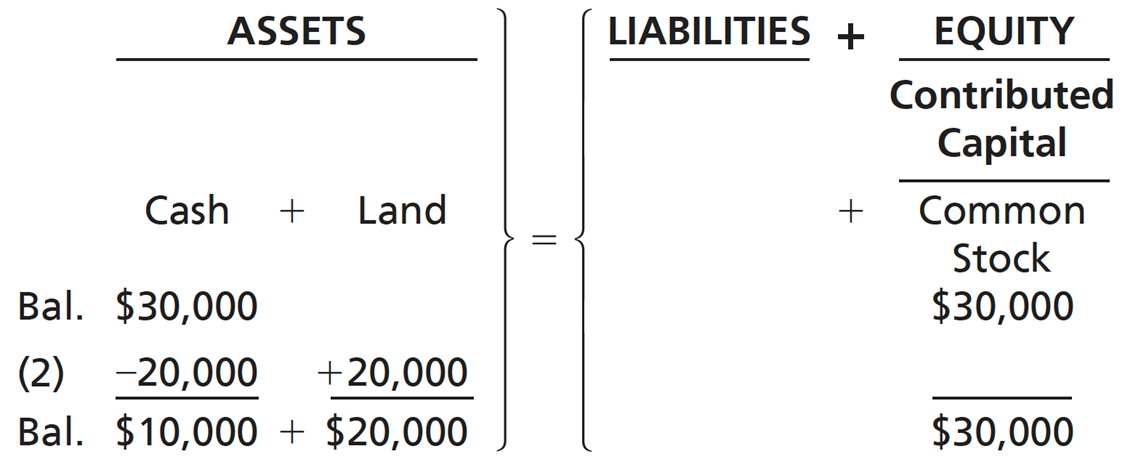 ASSETS LIABILITIES + EQUITY
Contributed
Capital
Cash + Land = + Common
Stock
Bal. $30,000 $30,000
(2) −20,000 +20,000
Bal. $10,000 + $20,000 $30,000